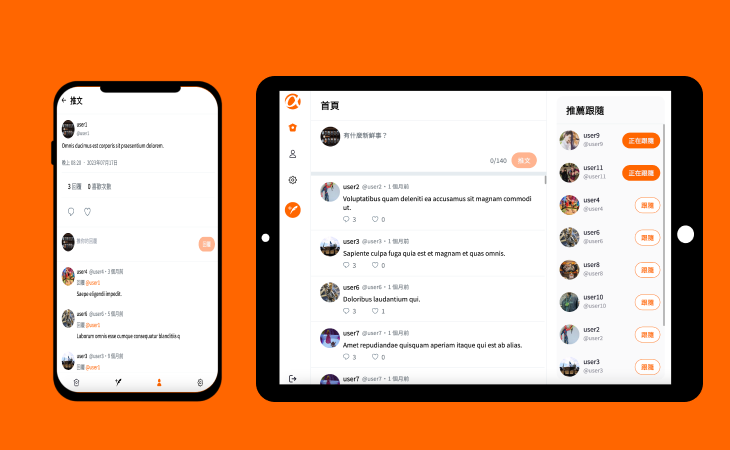 推文
user1
@user1
Omnis ducimus est corporis sit praesentium dolorem.
晚上 08:20 · 2023年07月17日
3 回覆 0 喜歡次數
推你的回覆
回覆
user4 @user4 · 2 個月前
回覆 @user1
Saepe eligendi impedit.
user6 @user6 · 5 個月前
回覆 @user1
Laborum omnis esse cumque consequatur blanditiis q
user3 @user3 · 8 個月前
回覆 @user1
首頁
有什麼新鮮事？
0/140 推文
user2 @user2 · 1 個月前
Voluptatibus quam deleniti ea accusamus sit magnam commodi
ut.
3 0
user3 @user3 · 1 個月前
Sapiente culpa fuga quia est et magnam et quas omnis.
3 0
user6 @user6 · 1 個月前
Doloribus laudantium qui.
3 1
user7 @user7 · 1 個月前
Amet repudiandae quisquam aperiam itaque qui est ab alias.
3 0
user7 @user7 · 1 個月前
推薦跟隨
user9
@user9
正在跟隨
user11
@user11
正在跟隨
user4
@user4
跟隨
user6
@user6
跟隨
user8
@user8
跟隨
user10
@user10
跟隨
user2
@user2
跟隨
user3
@user3
跟隨